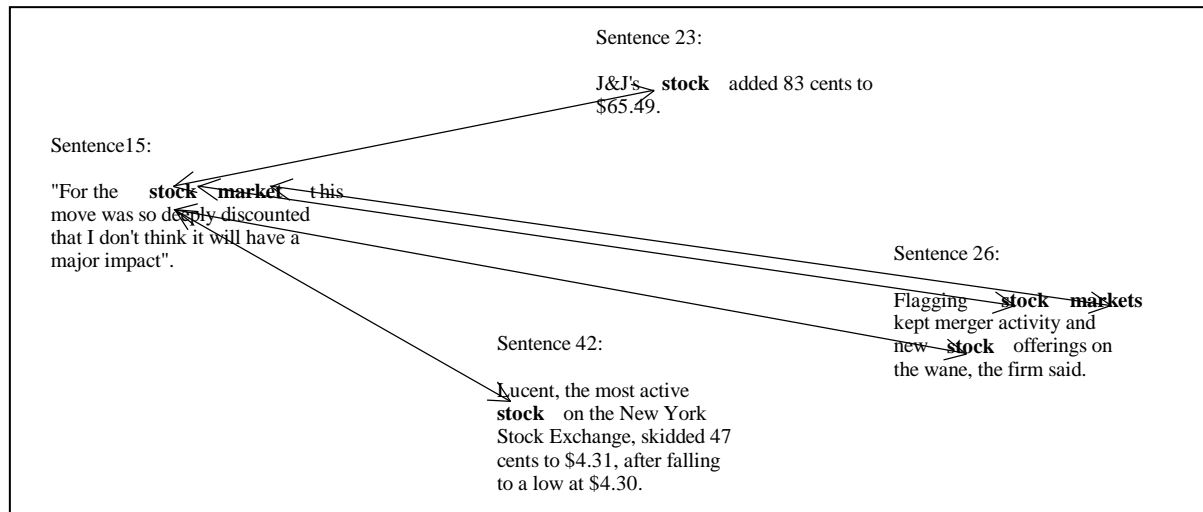 Sentence 23:
J&J's stock added 83 cents to
$65.49.
Sentence15:
"For the stock market this
move was so deeply discounted
that I don't think it will have a
major impact".
Sentence 26:
Flagging stock markets
kept merger activity and
new stock offerings on
the wane, the firm said.
Sentence 42:
Lucent, the most active
stock on the New York
Stock Exchange, skidded 47
cents to $4.31, after falling
to a low at $4.30.